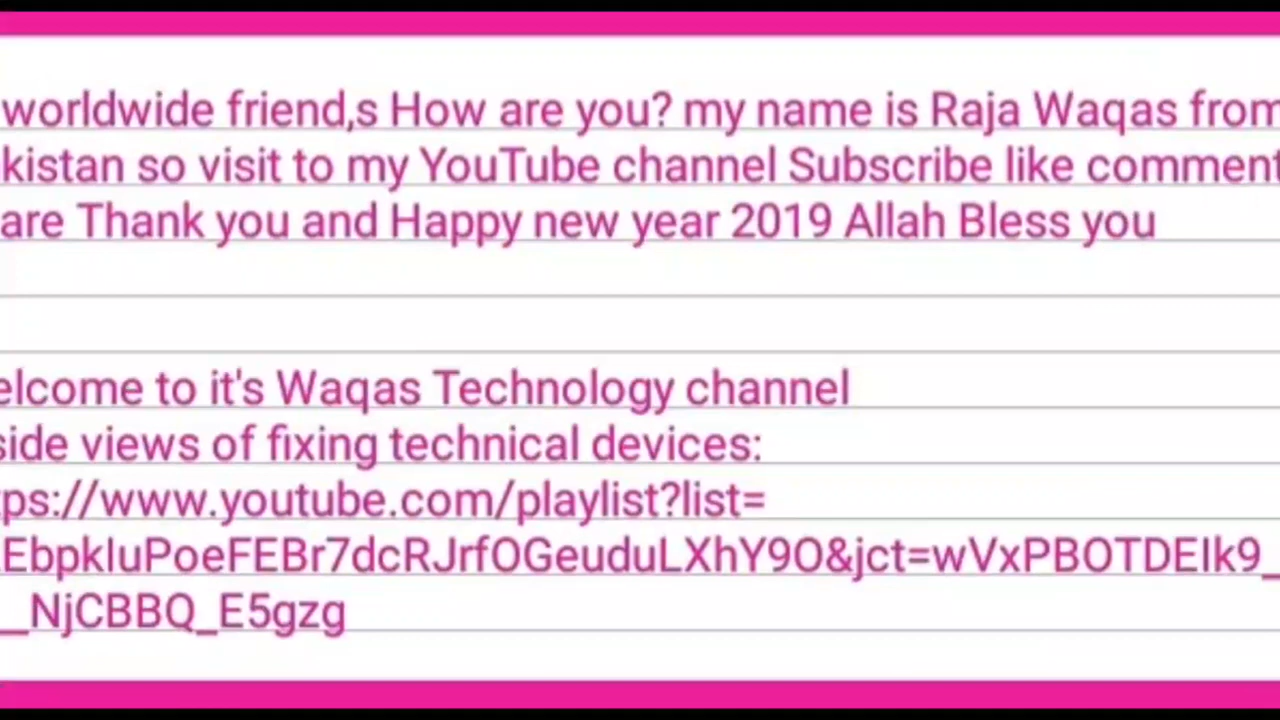 worldwide friend,s How are you? my name is Raja Waqas from
kistan so visit to my YouTube channel Subscribe like comment
are Thank you and Happy new year 2019 Allah Bless you
elcome to it's Waqas Technology channel
side views of fixing technical devices:
tps://www.youtube.com/playlist?list=
EbpkIuPoeFEBr7dcRJrfOGeuduLXhY9O&jct=wVxPBOTDEIk9_
__NjCBBQ_E5gzg